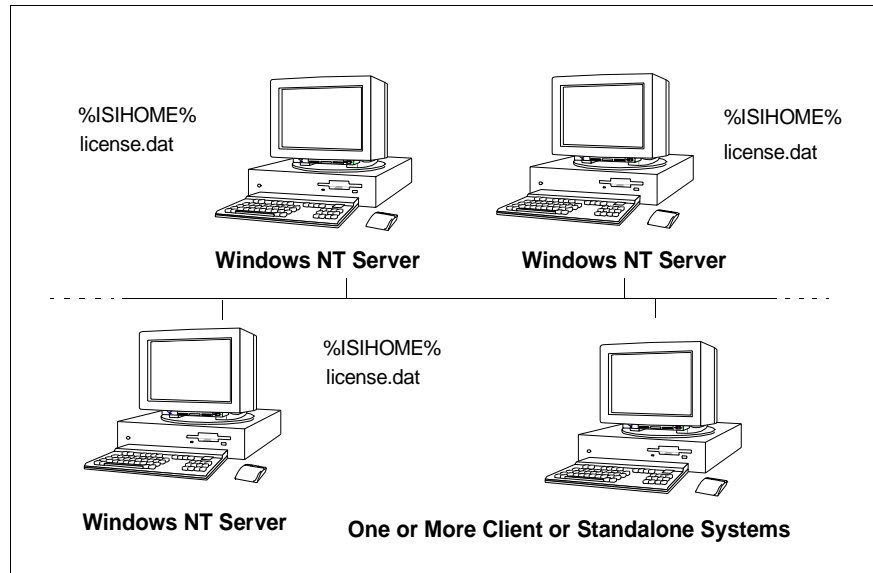 %ISIHOME%
license.dat
%ISIHOME%
license.dat
Windows NT Server
Windows NT Server
%ISIHOME%
license.dat
Windows NT Server
One or More Client or Standalone Systems